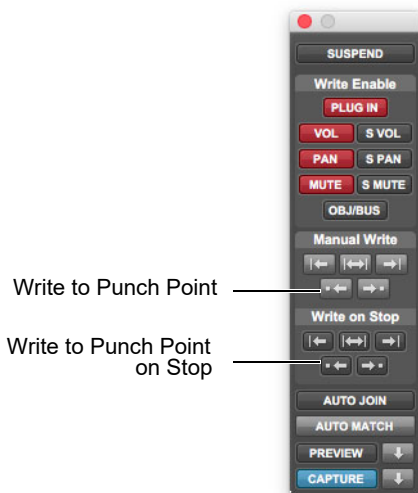 SUSPEND
Write Enable
PLUG IN
VOL S VOL
PAN S PAN
MUTE S MUTE
OBJ/BUS
Manual Write
Write to Punch Point
Write on Stop
Write to Punch Point
on Stop
AUTO JOIN
AUTO MATCH
PREVIEW
CAPTURE